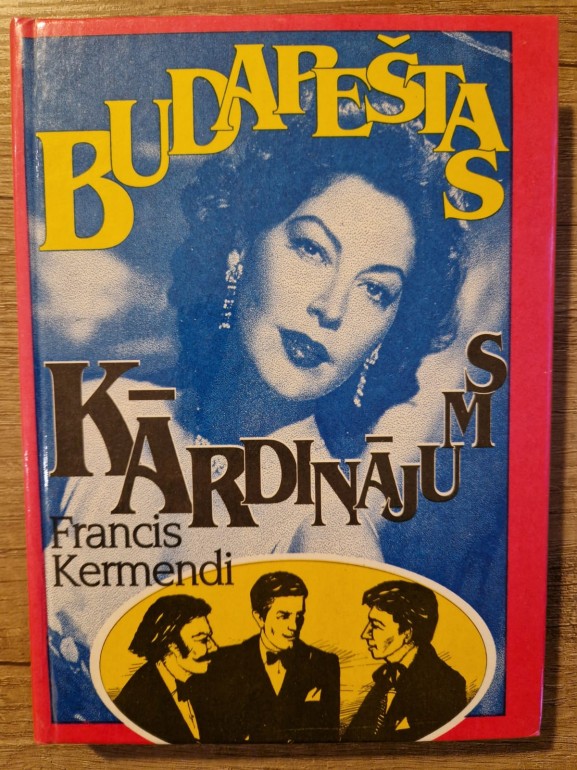 BUDAPEŠTAS
KĀRDINĀJUMS
Francis
Kermendi